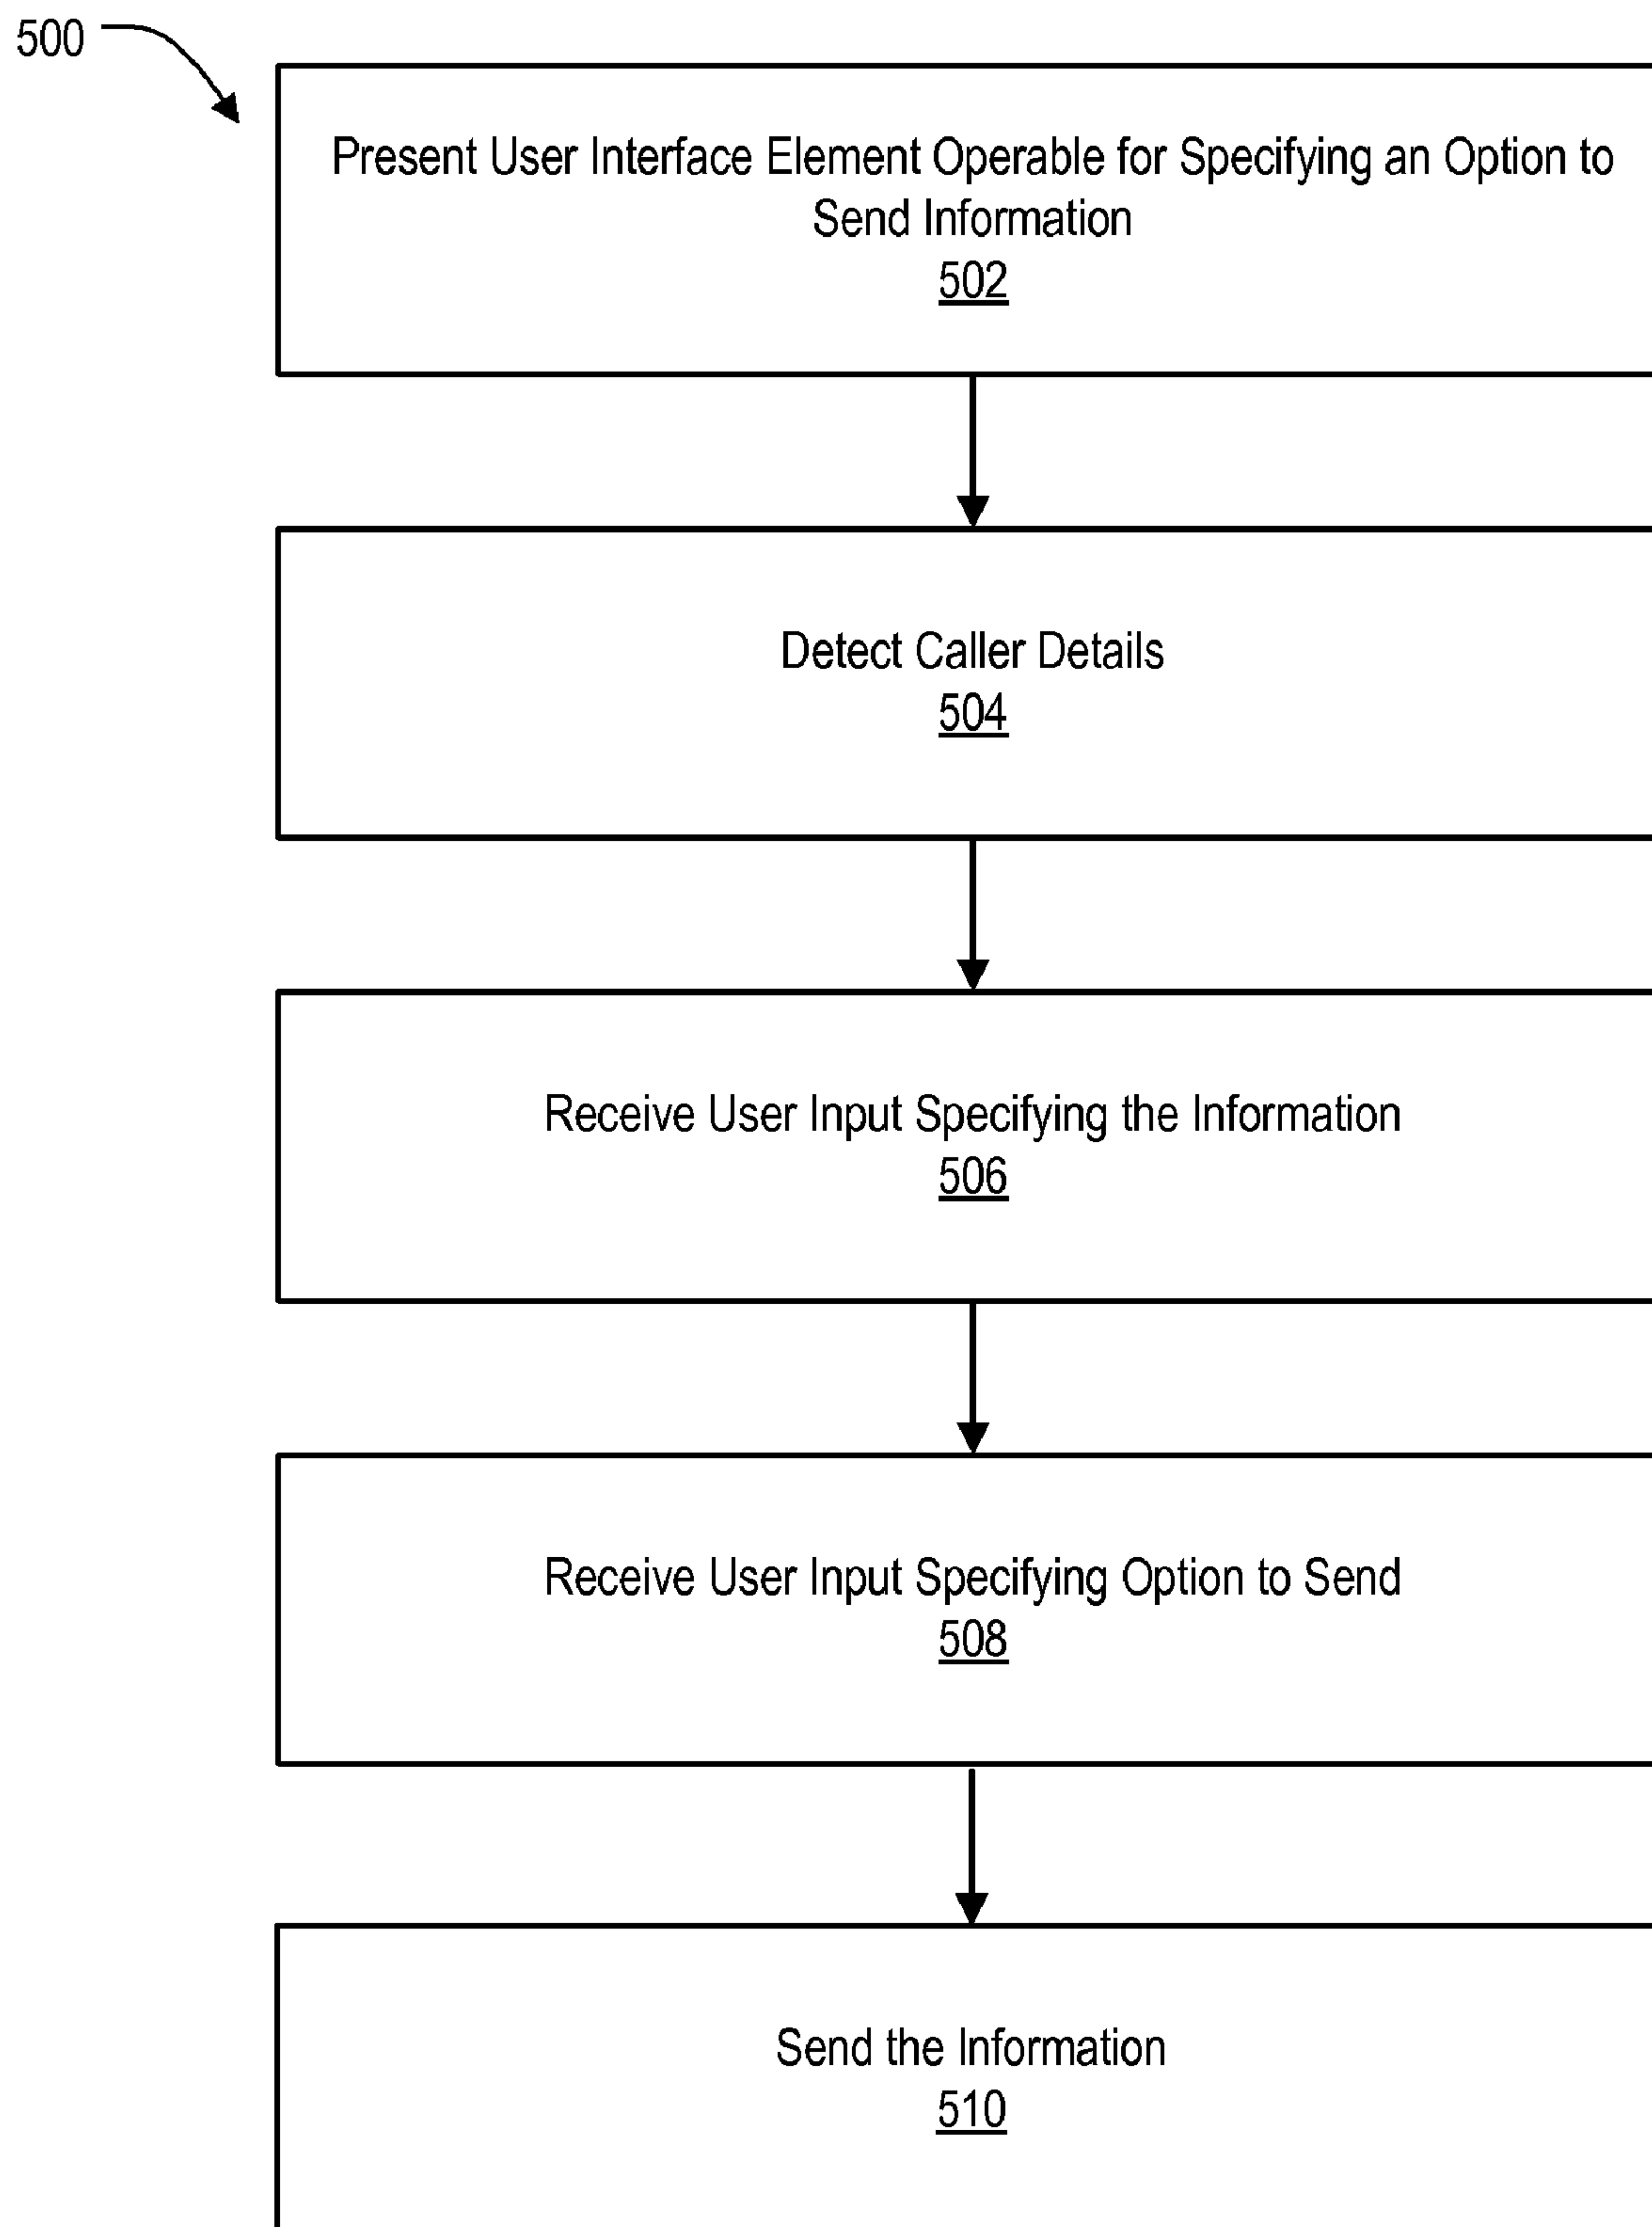 500
Present User Interface Element Operable for Specifying an Option to
Send Information
502
Detect Caller Details
504
Receive User Input Specifying the Information
506
Receive User Input Specifying Option to Send
508
Send the Information
510